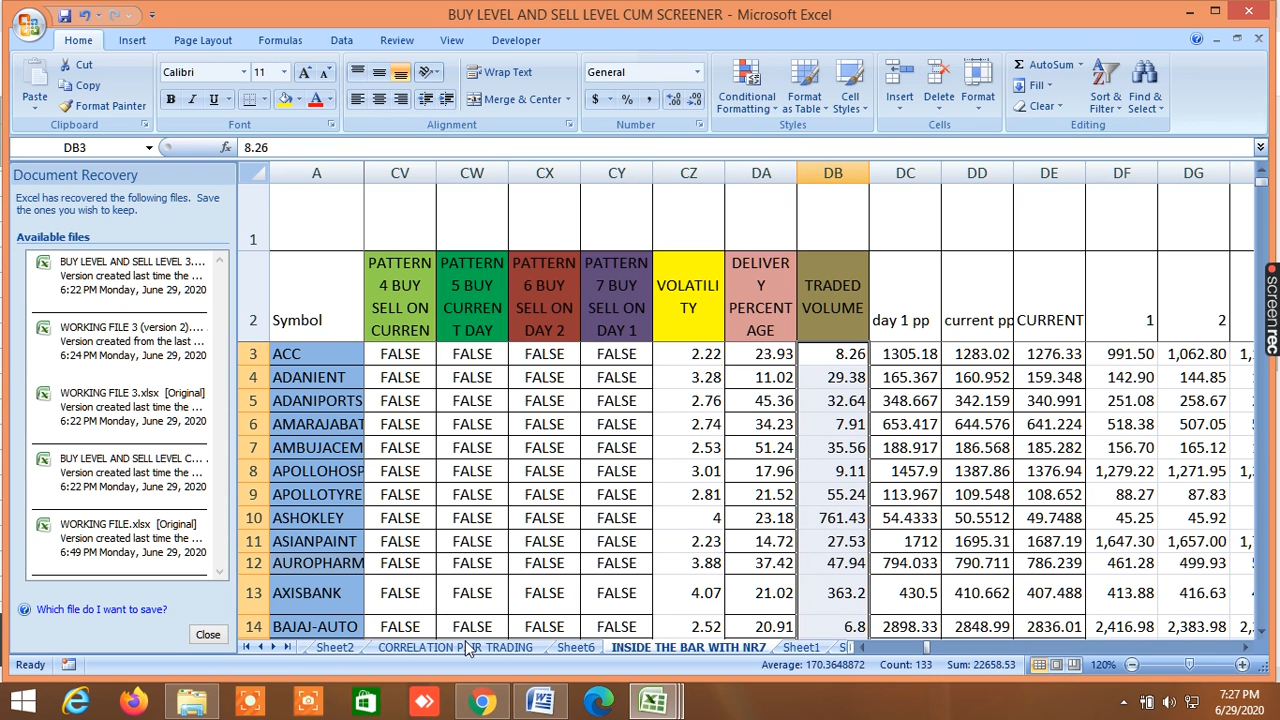 BUY LEVEL AND SELL LEVEL CUM SCREENER - Microsoft Excel
Home Insert Page Layout Formulas Data Review View Developer
Paste Cut Copy Format Painter Clipboard
Calibri 11 B I U Font
Wrap Text Merge & Center Alignment
General $ % , Number
Conditional Formatting Format as Table Cell Styles Styles
Insert Delete Format Cells
Σ AutoSum Fill Clear Sort & Filter Find & Select Editing
DB3 fx 8.26
Document Recovery
Excel has recovered the following files. Save
the ones you wish to keep.
Available files
BUY LEVEL AND SELL LEVEL 3....
Version created last time the ...
6:22 PM Monday, June 29, 2020
WORKING FILE 3 (version 2)....
Version created from the last ...
6:24 PM Monday, June 29, 2020
WORKING FILE 3.xlsx [Original]
Version created last time the ...
6:22 PM Monday, June 29, 2020
BUY LEVEL AND SELL LEVEL C...
Version created last time the ...
6:22 PM Monday, June 29, 2020
WORKING FILE.xlsx [Original]
Version created last time the ...
6:49 PM Monday, June 29, 2020
Which file do I want to save?
Close
A CV CW CX CY CZ DA DB DC DD DE DF DG
1
2 Symbol PATTERN 4 BUY SELL ON CURREN PATTERN 5 BUY CURREN T DAY PATTERN 6 BUY SELL ON DAY 2 PATTERN 7 BUY SELL ON DAY 1 VOLATILI TY DELIVER Y PERCENT AGE TRADED VOLUME day 1 pp current pp CURRENT 1 2
3 ACC FALSE FALSE FALSE FALSE 2.22 23.93 8.26 1305.18 1283.02 1276.33 991.50 1,062.80 1,
4 ADANIENT FALSE FALSE FALSE FALSE 3.28 11.02 29.38 165.367 160.952 159.348 142.90 144.85
5 ADANIPORTS FALSE FALSE FALSE FALSE 2.76 45.36 32.64 348.667 342.159 340.991 251.08 258.67
6 AMARAJABAT FALSE FALSE FALSE FALSE 2.74 34.23 7.91 653.417 644.576 641.224 518.38 507.05
7 AMBUJACEM FALSE FALSE FALSE FALSE 2.53 51.24 35.56 188.917 186.568 185.282 156.70 165.12
8 APOLLOHOSP FALSE FALSE FALSE FALSE 3.01 17.96 9.11 1457.9 1387.86 1376.94 1,279.22 1,271.95 1,
9 APOLLOTYRE FALSE FALSE FALSE FALSE 2.81 21.52 55.24 113.967 109.548 108.652 88.27 87.83
10 ASHOKLEY FALSE FALSE FALSE FALSE 4 23.18 761.43 54.4333 50.5512 49.7488 45.25 45.92
11 ASIANPAINT FALSE FALSE FALSE FALSE 2.23 14.72 27.53 1712 1695.31 1687.19 1,647.30 1,657.00 1,
12 AUROPHARM FALSE FALSE FALSE FALSE 3.88 37.42 47.94 794.033 790.711 786.239 461.28 499.93
13 AXISBANK FALSE FALSE FALSE FALSE 4.07 21.02 363.2 430.5 410.662 407.488 413.88 416.63
14 BAJAJ-AUTO FALSE FALSE FALSE FALSE 2.52 20.91 6.8 2898.33 2848.99 2836.01 2,416.98 2,383.98 2,
Sheet2 CORRELATION PAIR TRADING Sheet6 INSIDE THE BAR WITH NR7 Sheet1 S
Ready Average: 170.3648872 Count: 133 Sum: 22658.53 120%
7:27 PM
6/29/2020
screenrec